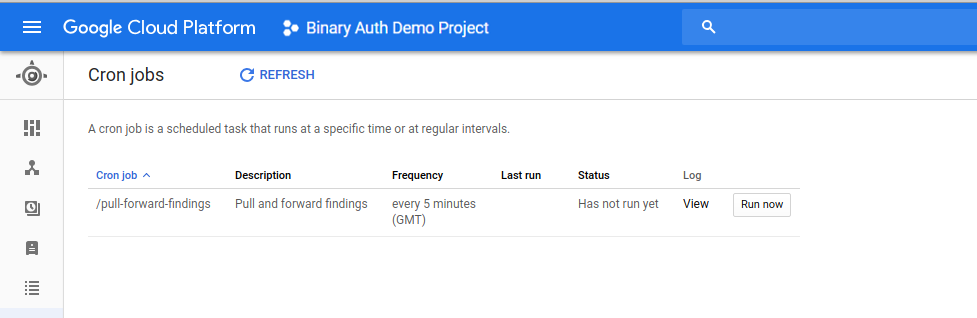 Google Cloud Platform Binary Auth Demo Project
Cron jobs REFRESH
A cron job is a scheduled task that runs at a specific time or at regular intervals.
Cron job Description Frequency Last run Status Log
/pull-forward-findings Pull and forward findings every 5 minutes Has not run yet View Run now
(GMT)